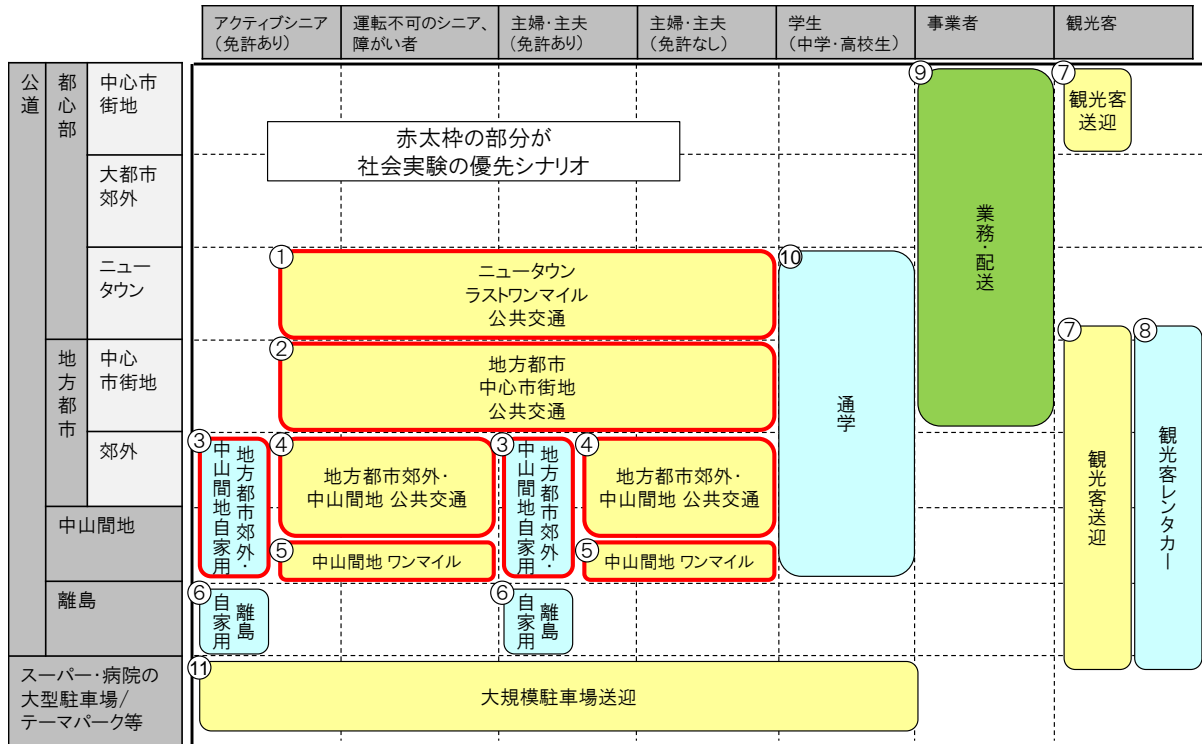 アクティブシニア
(免許あり)
運転不可のシニア、
障がい者
主婦・主夫
(免許あり)
主婦・主夫
(免許なし)
学生
(中学・高校生)
事業者
観光客
公道
都心部
中心市
街地
大都市
郊外
ニュー
タウン
地方都市
中心
市街地
郊外
中山間地
離島
スーパー・病院の
大型駐車場/
テーマパーク等
赤太枠の部分が
社会実験の優先シナリオ
①
ニュータウン
ラストワンマイル
公共交通
②
地方都市
中心市街地
公共交通
③
地方都市郊外・
中山間地自家用
④
地方都市郊外・
中山間地 公共交通
③
地方都市郊外・
中山間地自家用
④
地方都市郊外・
中山間地 公共交通
⑤
中山間地 ワンマイル
⑤
中山間地 ワンマイル
⑥
離島
自家用
⑥
離島
自家用
⑦
観光客
送迎
⑦
観光客送迎
⑧
観光客レンタカー
⑨
業務・配送
⑩
通学
⑪
大規模駐車場送迎